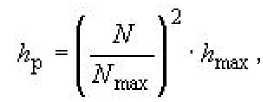 h_p = (N / N_max)^2 · h_max ,